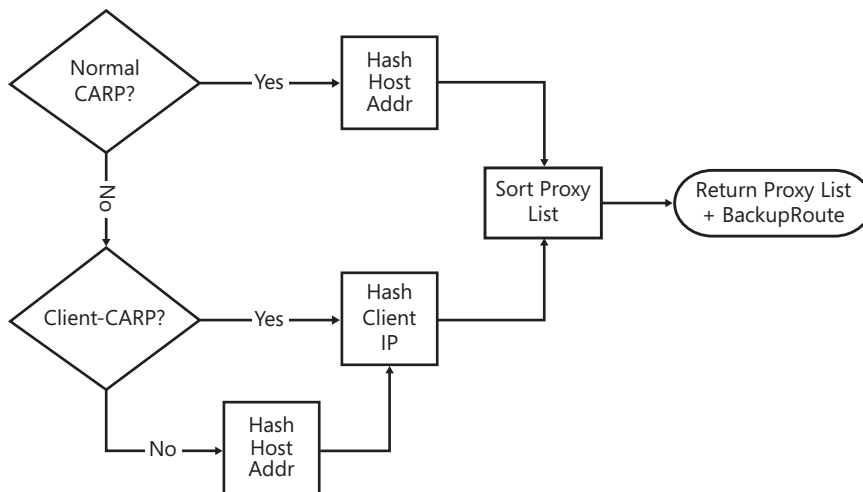 Normal
CARP?
Yes
Hash
Host
Addr
No
Sort Proxy
List
Return Proxy List
+ BackupRoute
Client-CARP?
Yes
Hash
Client
IP
No
Hash
Host
Addr